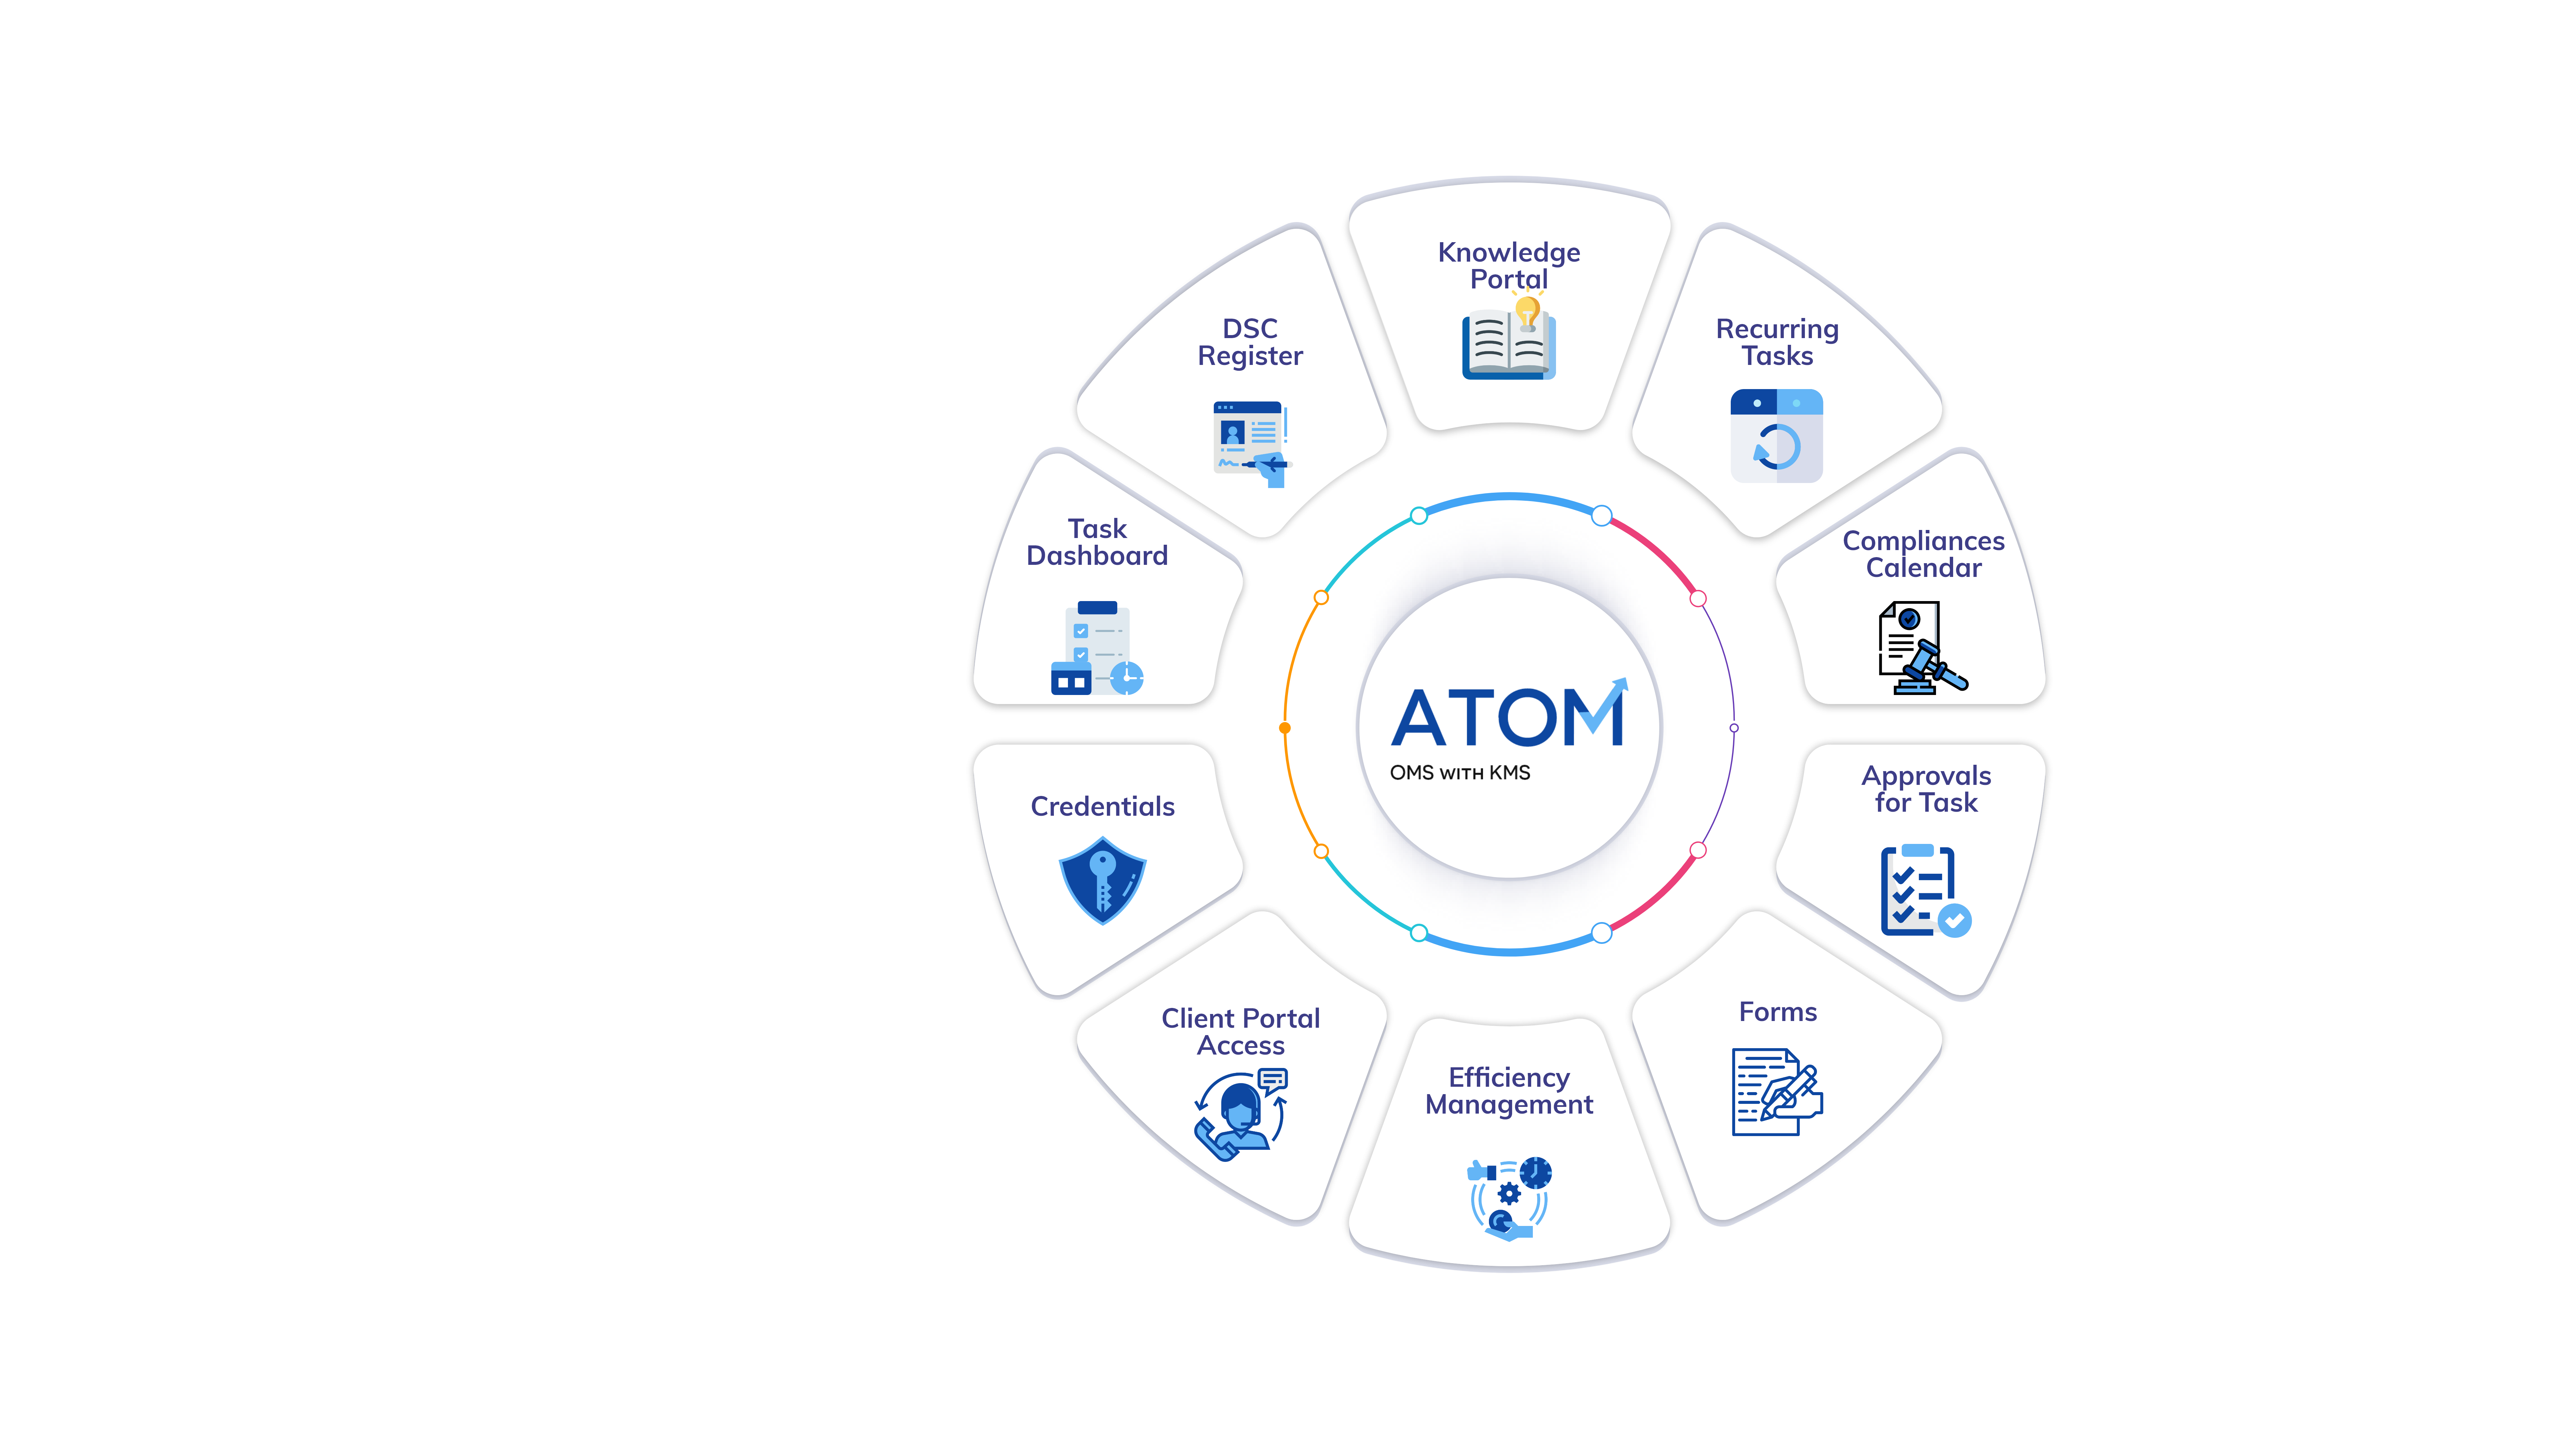 Knowledge
Portal
DSC
Register
Recurring
Tasks
Task
Dashboard
Compliances
Calendar
ATOM
OMS WITH KMS
Credentials
Approvals
for Task
Client Portal
Access
Forms
Efficiency
Management